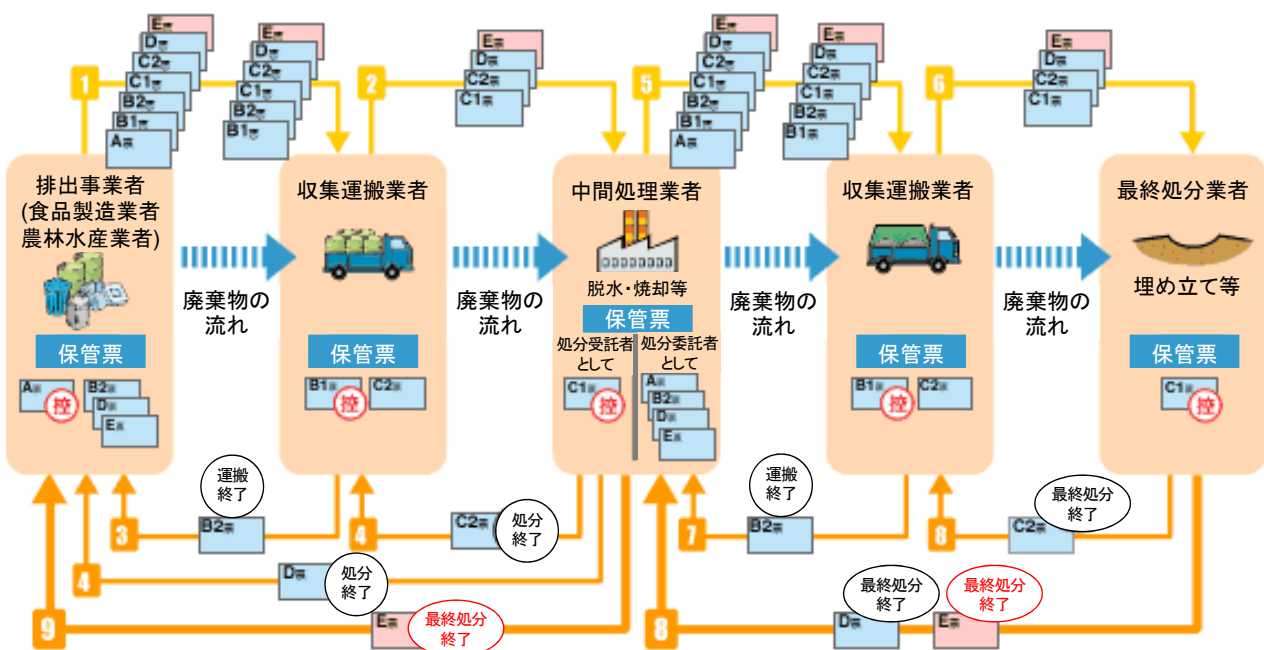 1
E票
D票
C2票
C1票
B2票
B1票
A票
E票
D票
C2票
C1票
B2票
B1票
2
E票
D票
C2票
C1票
5
E票
D票
C2票
C1票
B2票
B1票
A票
E票
D票
C2票
C1票
B2票
B1票
6
E票
D票
C2票
C1票
排出事業者
(食品製造業者
農林水産業者)
保管票
A票
控
B2票
D票
E票
廃棄物の
流れ
収集運搬業者
保管票
B1票
控
C2票
廃棄物の
流れ
中間処理業者
脱水・焼却等
保管票
処分受託者
として
C1票
控
処分委託者
として
A票
B2票
D票
E票
廃棄物の
流れ
収集運搬業者
保管票
B1票
控
C2票
廃棄物の
流れ
最終処分業者
埋め立て等
保管票
C1票
控
3
B2票
運搬
終了
4
C2票
処分
終了
7
B2票
運搬
終了
8
C2票
最終処分
終了
4
D票
処分
終了
9
E票
最終処分
終了
8
D票
最終処分
終了
E票
最終処分
終了